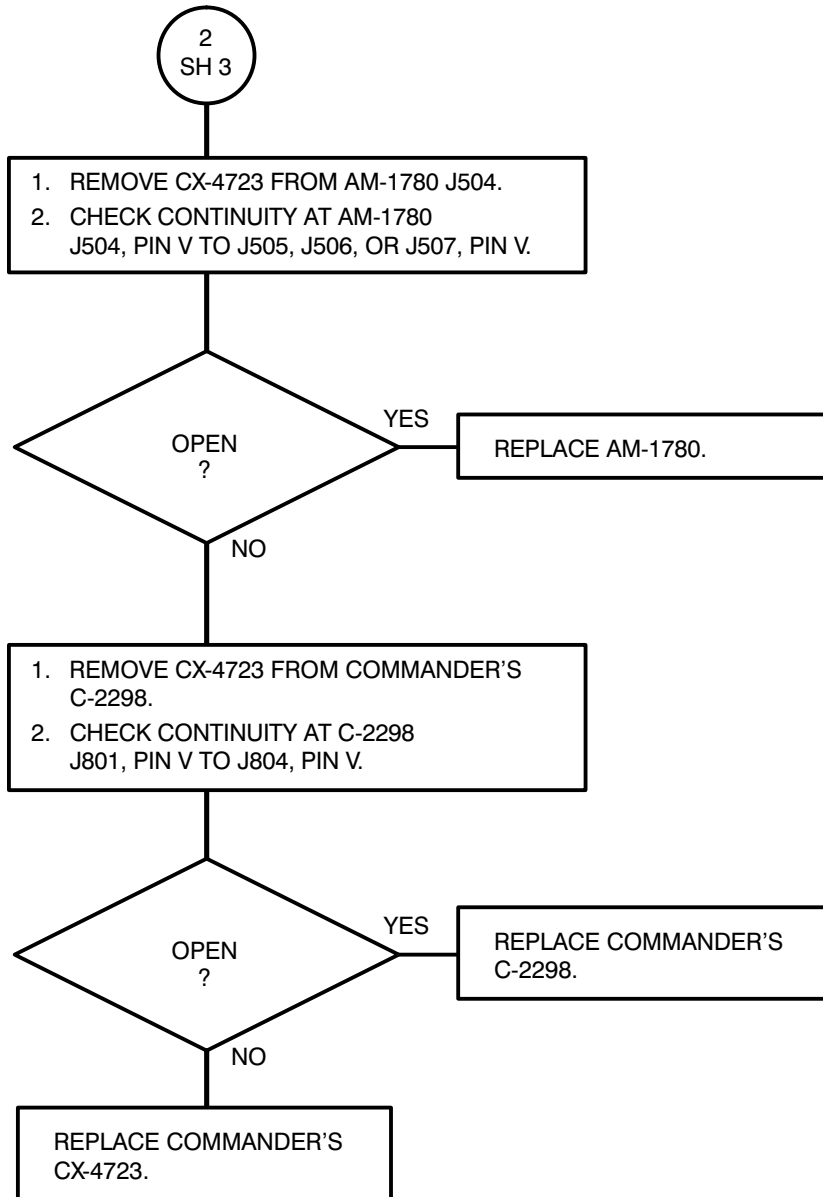 2
SH 3
1. REMOVE CX-4723 FROM AM-1780 J504.
2. CHECK CONTINUITY AT AM-1780
J504, PIN V TO J505, J506, OR J507, PIN V.
OPEN
?
YES
REPLACE AM-1780.
NO
1. REMOVE CX-4723 FROM COMMANDER'S
C-2298.
2. CHECK CONTINUITY AT C-2298
J801, PIN V TO J804, PIN V.
OPEN
?
YES
REPLACE COMMANDER'S
C-2298.
NO
REPLACE COMMANDER'S
CX-4723.